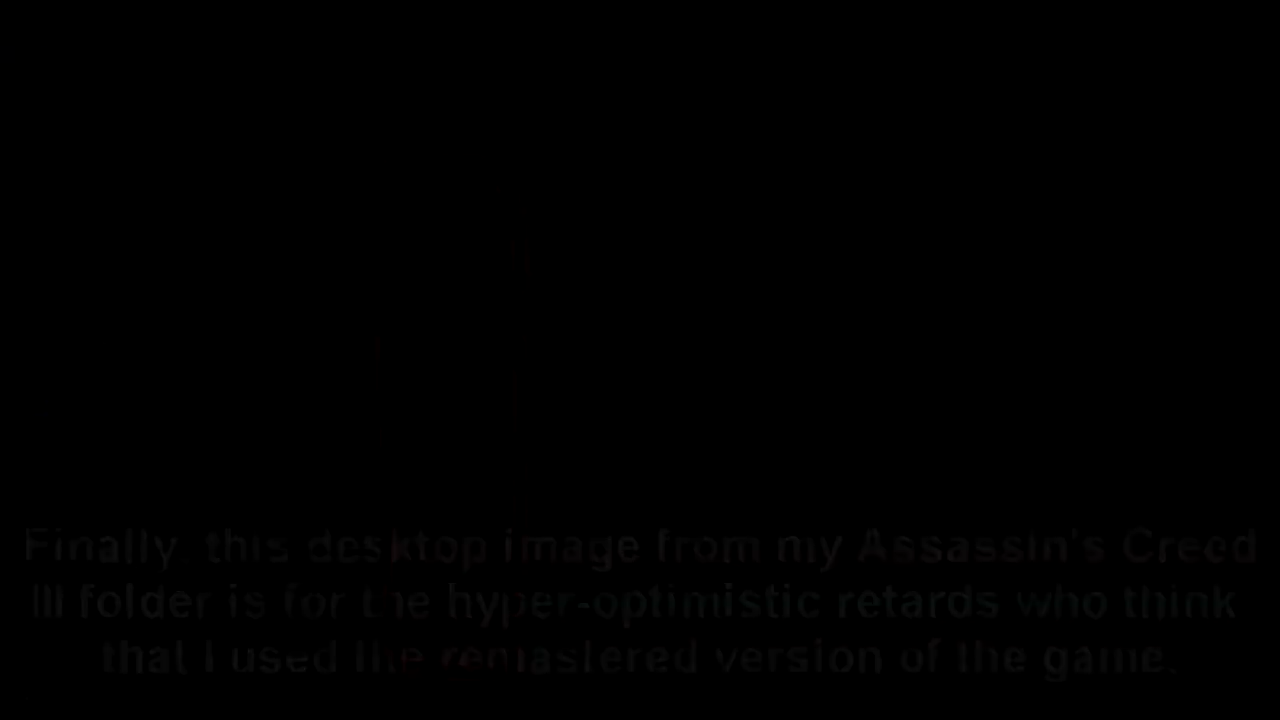 Finally, this desktop image from my Assassin's Creed
III folder is for the hyper-optimistic retards who think
that I used the remastered version of the game.